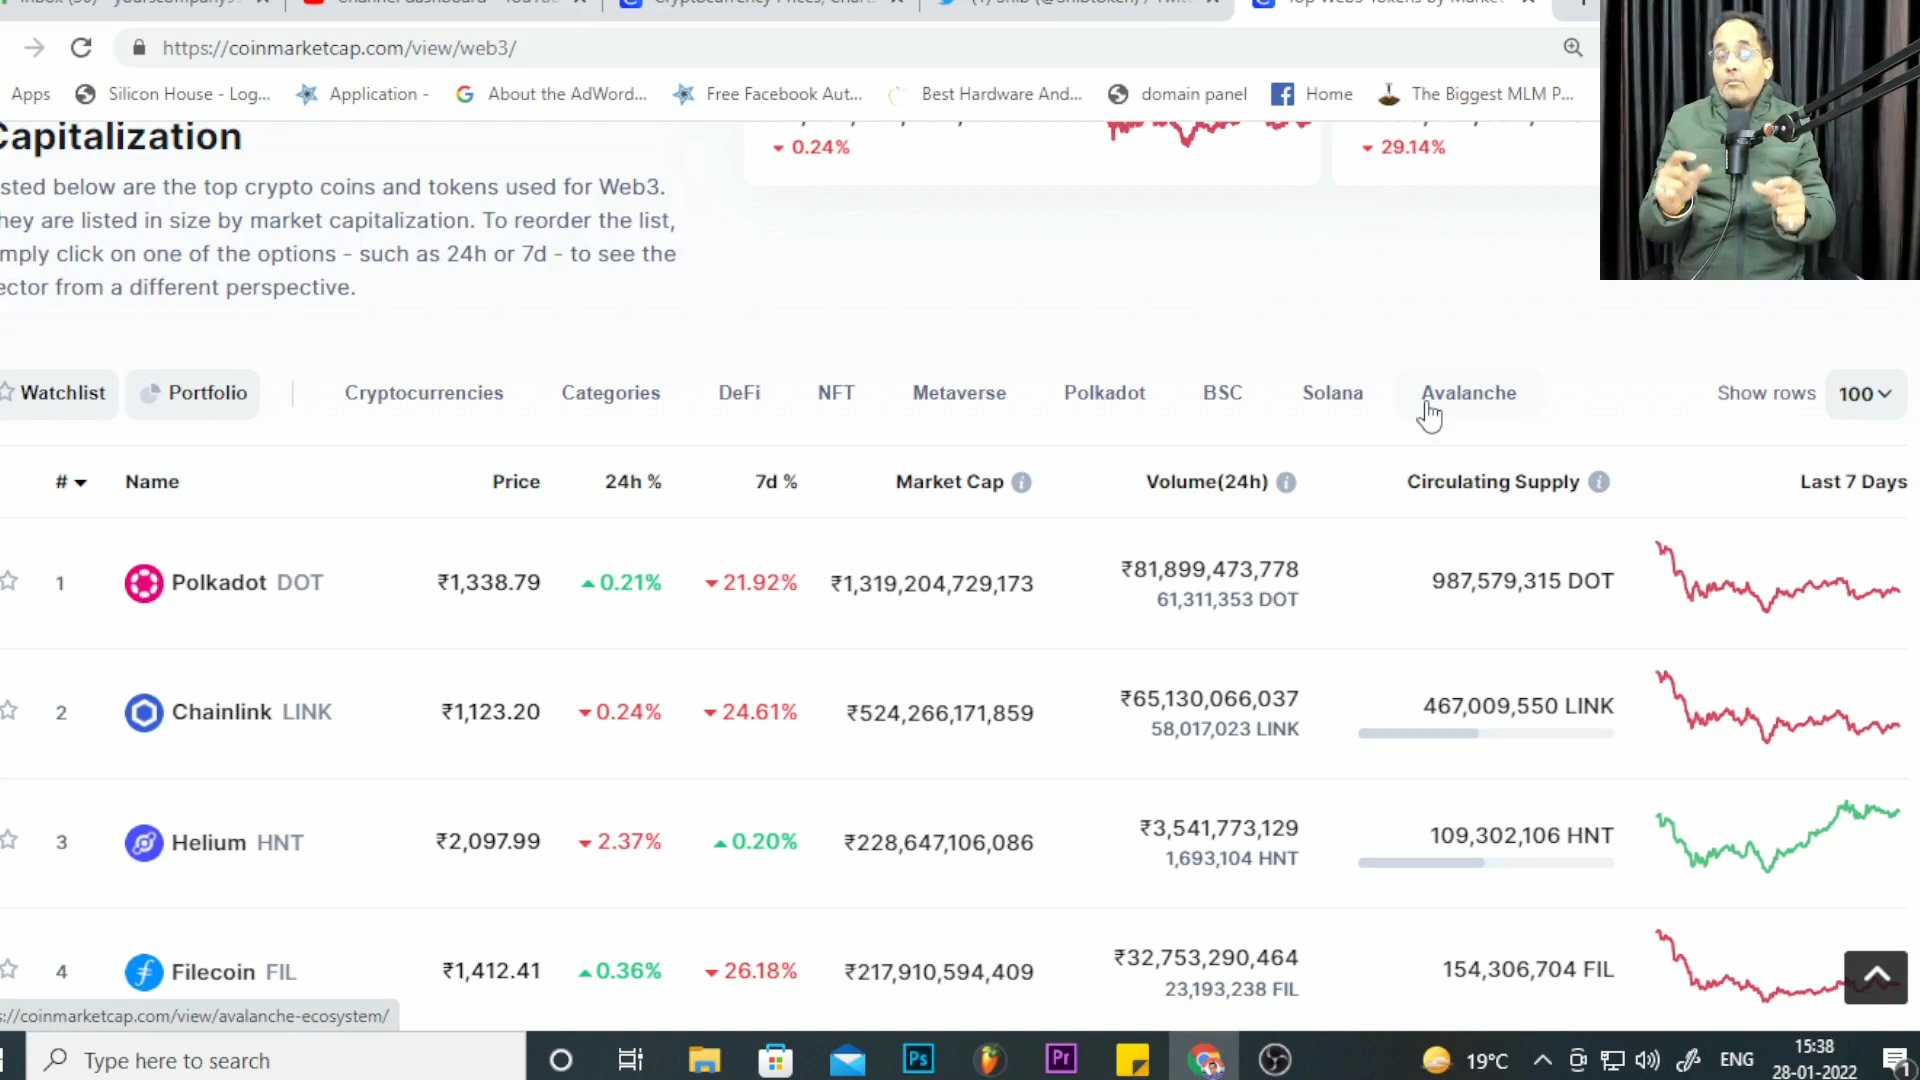 https://coinmarketcap.com/view/web3/
Apps Silicon House - Log... Application - About the AdWord... Free Facebook Aut... Best Hardware And... domain panel Home The Biggest MLM P...
Capitalization
0.24%
29.14%
sted below are the top crypto coins and tokens used for Web3.
hey are listed in size by market capitalization. To reorder the list,
mply click on one of the options - such as 24h or 7d - to see the
ector from a different perspective.
Watchlist Portfolio Cryptocurrencies Categories DeFi NFT Metaverse Polkadot BSC Solana Avalanche Show rows 100
# Name Price 24h % 7d % Market Cap Volume(24h) Circulating Supply Last 7 Days
1 Polkadot DOT ₹1,338.79 0.21% 21.92% ₹1,319,204,729,173 ₹81,899,473,778 987,579,315 DOT
61,311,353 DOT
2 Chainlink LINK ₹1,123.20 0.24% 24.61% ₹524,266,171,859 ₹65,130,066,037 467,009,550 LINK
58,017,023 LINK
3 Helium HNT ₹2,097.99 2.37% 0.20% ₹228,647,106,086 ₹3,541,773,129 109,302,106 HNT
1,693,104 HNT
4 Filecoin FIL ₹1,412.41 0.36% 26.18% ₹217,910,594,409 ₹32,753,290,464 154,306,704 FIL
23,193,238 FIL
s://coinmarketcap.com/view/avalanche-ecosystem/
Type here to search Ps Pr 19°C ENG 15:38
28-01-2022 1